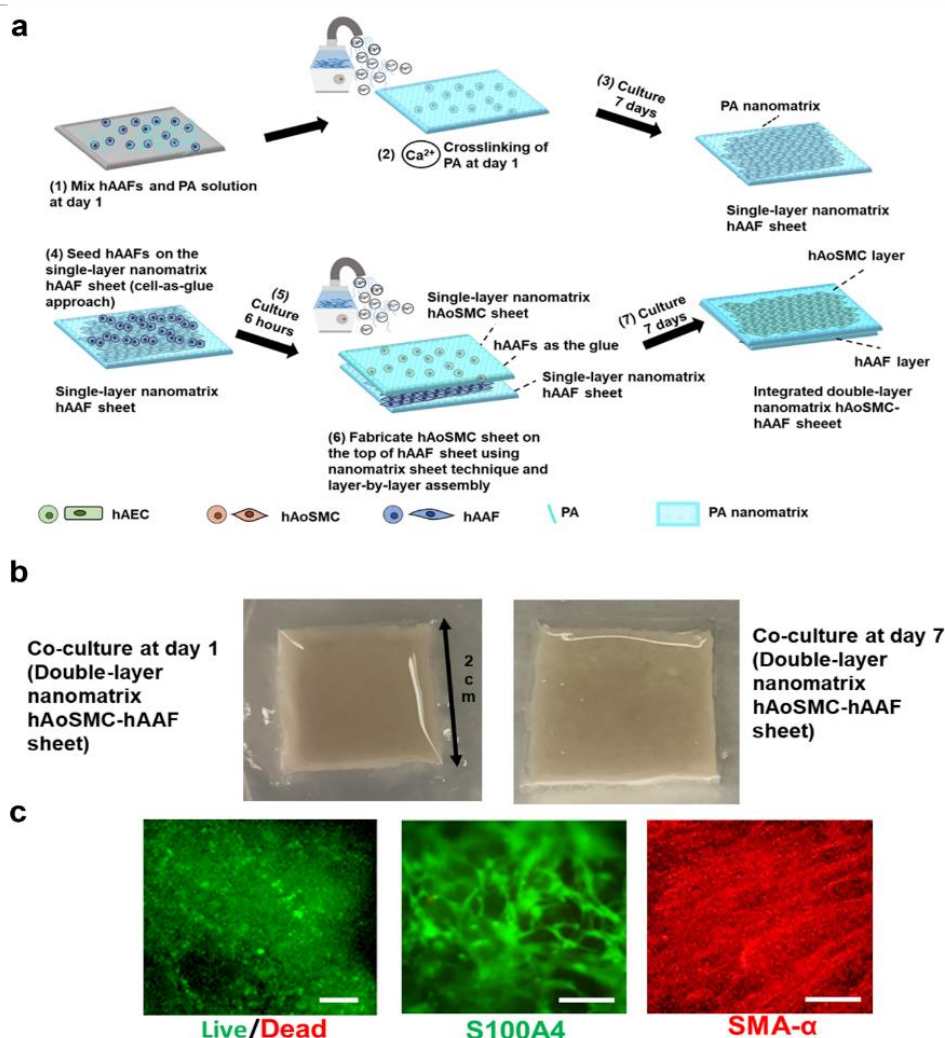 a
(1) Mix hAAFs and PA solution
at day 1
Ca²⁺
(2) Ca²⁺ Crosslinking of
PA at day 1
(3) Culture
7 days
PA nanomatrix
Single-layer nanomatrix
hAAF sheet
(4) Seed hAAFs on the
single-layer nanomatrix
hAAF sheet (cell-as-glue
approach)
Single-layer nanomatrix
hAAF sheet
(5)
Culture
6 hours
Single-layer nanomatrix
hAoSMC sheet
hAAFs as the glue
Single-layer nanomatrix
hAAF sheet
(6) Fabricate hAoSMC sheet on
the top of hAAF sheet using
nanomatrix sheet technique and
layer-by-layer assembly
(7) Culture
7 days
hAoSMC layer
hAAF layer
Integrated double-layer
nanomatrix hAoSMC-
hAAF sheeet
hAEC
hAoSMC
hAAF
PA
PA nanomatrix
b
Co-culture at day 1
(Double-layer
nanomatrix
hAoSMC-hAAF
sheet)
2
c
m
Co-culture at day 7
(Double-layer
nanomatrix
hAoSMC-hAAF
sheet)
c
Live/Dead
S100A4
SMA-α